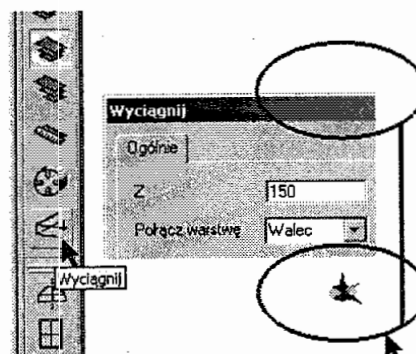 Wyciągnij
Ogólnie
Z 150
Połącz warstwę Walec
Wyciągnij